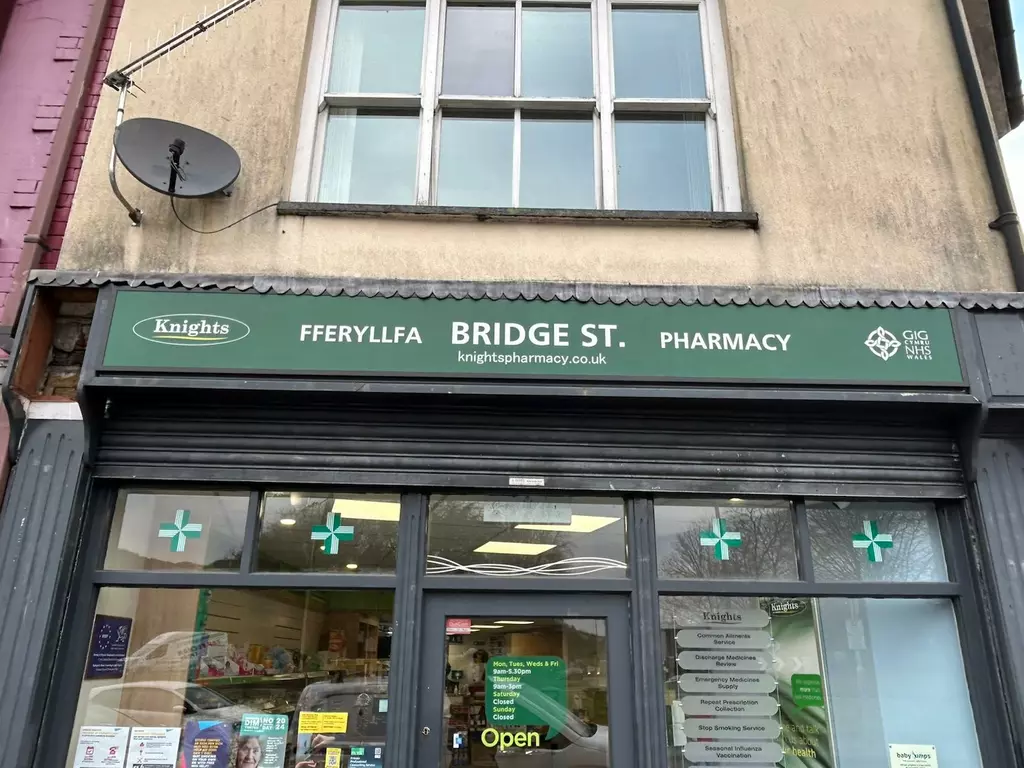 Knights
FFERYLLFA BRIDGE ST. PHARMACY
knightspharmacy.co.uk
GIG
CYMRU
NHS
WALES
Mon, Tues, Weds & Fri
9am-5.30pm
Thursday
9am-5pm
Saturday
Closed
Sunday
Closed
Open
Knights
Knights
Common Ailments
Service
Discharge Medicines
Review
Emergency Medicines
Supply
Repeat Prescription
Collection
Stop Smoking Service
Seasonal Influenza
Vaccination
health